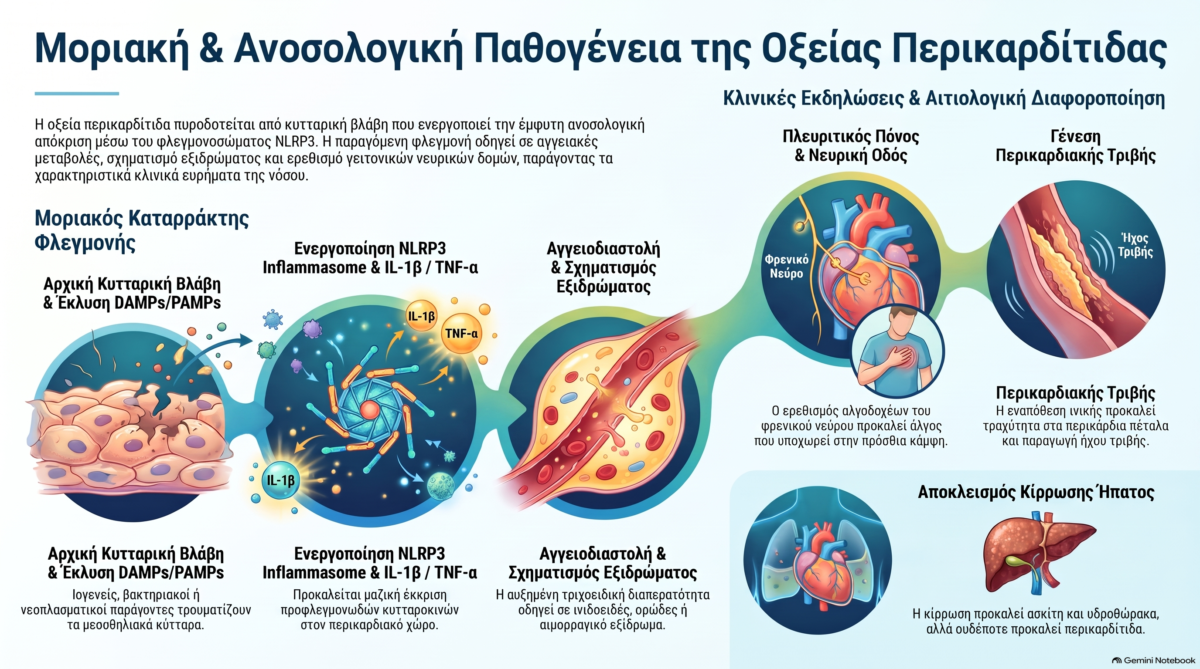 Μοριακή & Ανοσολογική Παθογένεια της Οξείας Περικαρδίτιδας
Η οξεία περικαρδίτιδα πυροδοτείται από κυτταρική βλάβη που ενεργοποιεί την έμφυτη ανοσολογική
απόκριση μέσω του φλεγμονοσώματος NLRP3. Η παραγόμενη φλεγμονή οδηγεί σε αγγειακές
μεταβολές, σχηματισμό εξιδρώματος και ερεθισμό γειτονικών νευρικών δομών, παράγοντας τα
χαρακτηριστικά κλινικά ευρήματα της νόσου.
Μοριακός Καταρράκτης
Φλεγμονής
Αρχική Κυτταρική Βλάβη
& Έκλυση DAMPs/PAMPs
Αρχική Κυτταρική Βλάβη
& Έκλυση DAMPs/PAMPs
Ιογενείς, βακτηριακοί ή
νεοπλασματικοί παράγοντες τραυματίζουν
τα μεσοθηλιακά κύτταρα.
Ενεργοποίηση NLRP3
Inflammasome & IL-1β / TNF-α
IL-1β
TNF-α
IL-1β
Ενεργοποίηση NLRP3
Inflammasome & IL-1β / TNF-α
Προκαλείται μαζική έκκριση
προφλεγμονωδών κυτταροκινών
στον περικαρδιακό χώρο.
Αγγειοδιαστολή
& Σχηματισμός
Εξιδρώματος
Αγγειοδιαστολή &
Σχηματισμός Εξιδρώματος
Η αυξημένη τριχοειδική διαπερατότητα
οδηγεί σε ινιδοειδές, ορώδες ή
αιμορραγικό εξίδρωμα.
Κλινικές Εκδηλώσεις & Αιτιολογική Διαφοροποίηση
Πλευριτικός Πόνος
& Νευρική Οδός
Φρενικό
Νεύρο
Ο ερεθισμός αλγοδοχέων του
φρενικού νεύρου προκαλεί άλγος
που υποχωρεί στην πρόσθια κάμψη.
Γένεση
Περικαρδιακής Τριβής
Ήχος
Τριβής
Περικαρδιακής Τριβής
Η εναπόθεση ινικής προκαλεί
τραχύτητα στα περικάρδια πέταλα
και παραγωγή ήχου τριβής.
Αποκλεισμός Κίρρωσης Ήπατος
Η κίρρωση προκαλεί ασκίτη και υδροθώρακα,
αλλά ουδέποτε προκαλεί περικαρδίτιδα.
Gemini Notebook